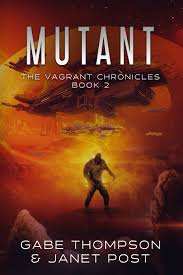 MUTANT
THE VAGRANT CHRONICLES
BOOK 2
GABE THOMPSON
& JANET POST